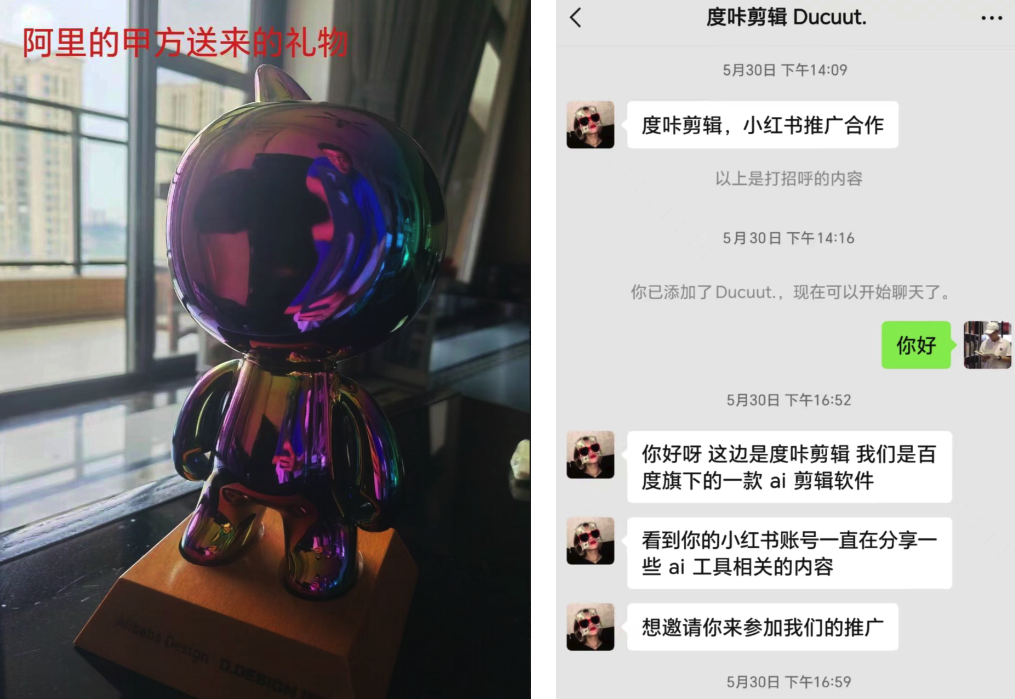 阿里的甲方送来的礼物
Alibaba Design
度咔剪辑 Ducuut.
5月30日 下午14:09
度咔剪辑，小红书推广合作
以上是打招呼的内容
5月30日 下午14:16
你已添加了Ducuut.，现在可以开始聊天了。
你好
5月30日 下午16:52
你好呀 这边是度咔剪辑 我们是百
度旗下的一款 ai 剪辑软件
看到你的小红书账号一直在分享一
些 ai 工具相关的内容
想邀请你来参加我们的推广
5月30日 下午16:59